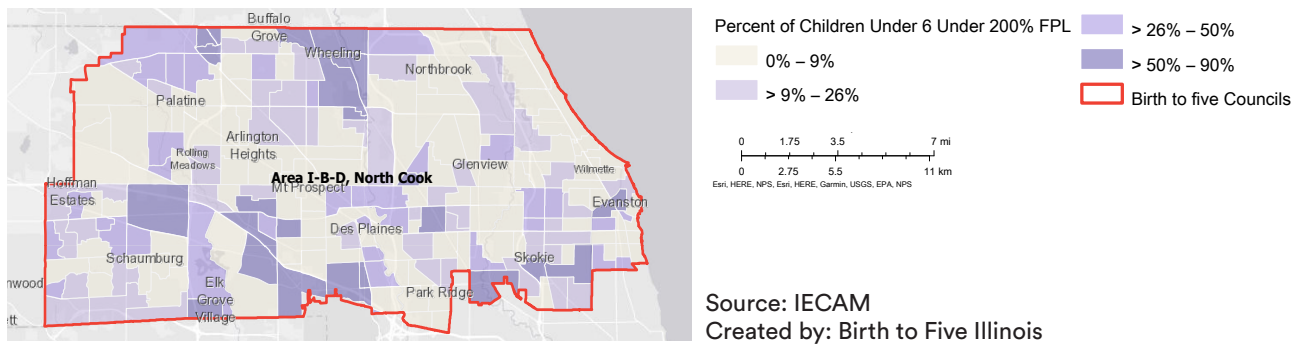 Buffalo
Grove
Wheeling
Northbrook
Palatine
Arlington
Heights
Rolling
Meadows
Glenview
Wilmette
Area I-B-D, North Cook
Mt Prospect
Hoffman
Estates
Evanston
Des Plaines
Schaumburg
Skokie
nwood
Elk
Grove
Village
Park Ridge
ett
Percent of Children Under 6 Under 200% FPL
0% – 9%
> 9% – 26%
> 26% – 50%
> 50% – 90%
Birth to five Councils
0 1.75 3.5 7 mi
0 2.75 5.5 11 km
Esri, HERE, NPS, Esri, HERE, Garmin, USGS, EPA, NPS
Source: IECAM
Created by: Birth to Five Illinois